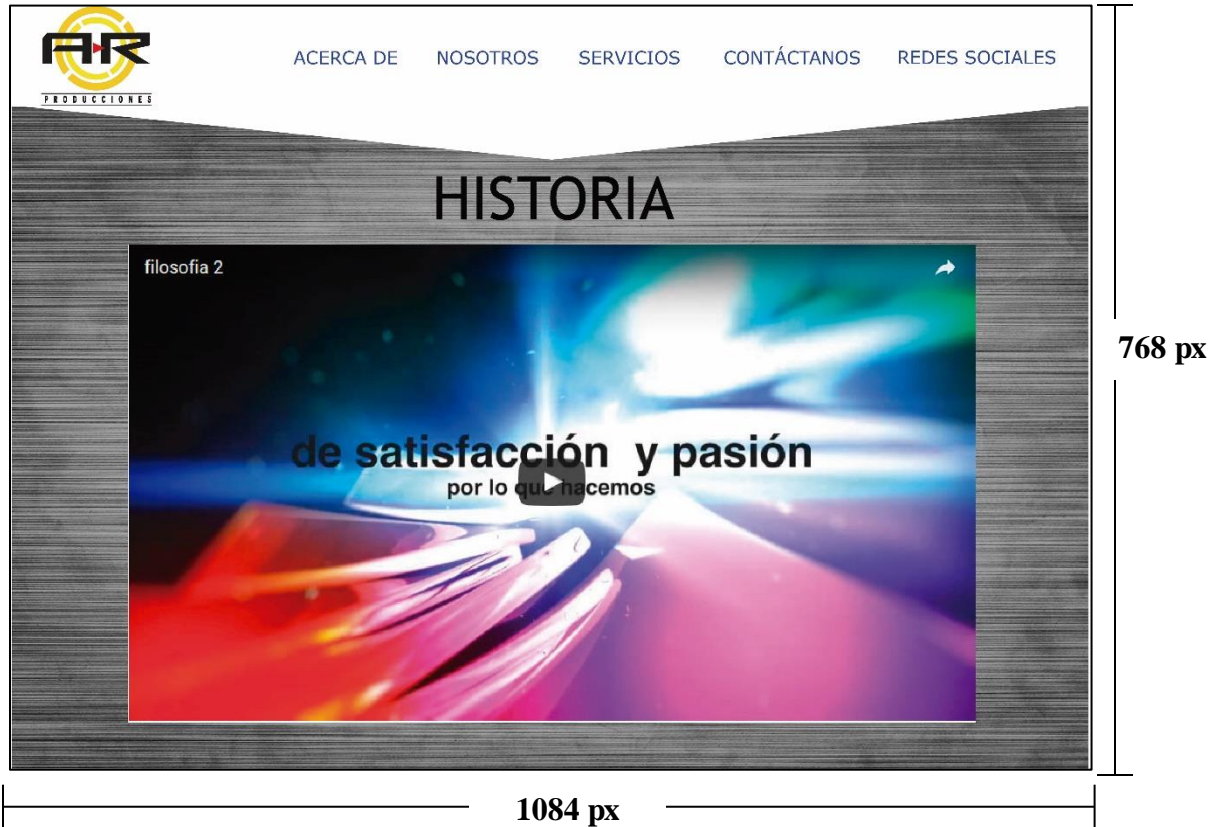 AR
PRODUCCIONES
ACERCA DE NOSOTROS SERVICIOS CONTÁCTANOS REDES SOCIALES
HISTORIA
filosofia 2
de satisfacción y pasión
por lo que hacemos
768 px
1084 px